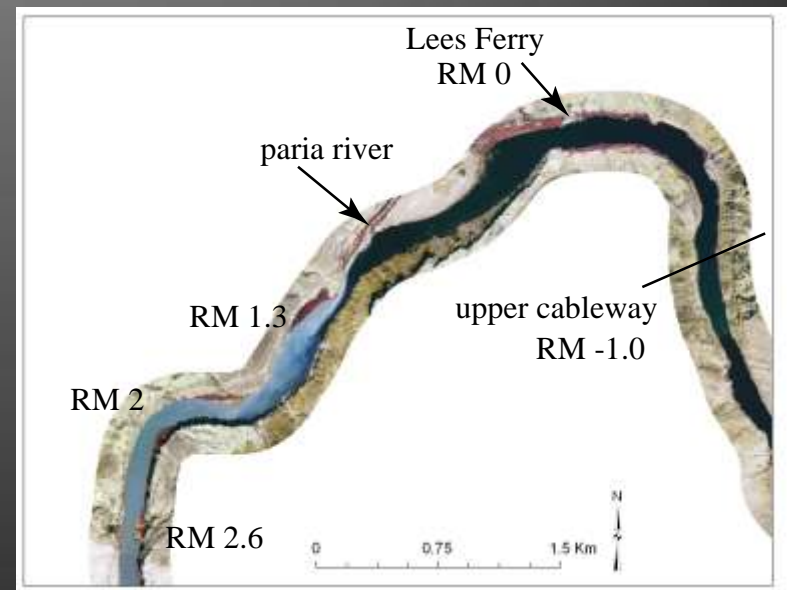 Lees Ferry
RM 0
paria river
RM 1.3
upper cableway
RM -1.0
RM 2
RM 2.6
0 0.75 1.5 Km
N